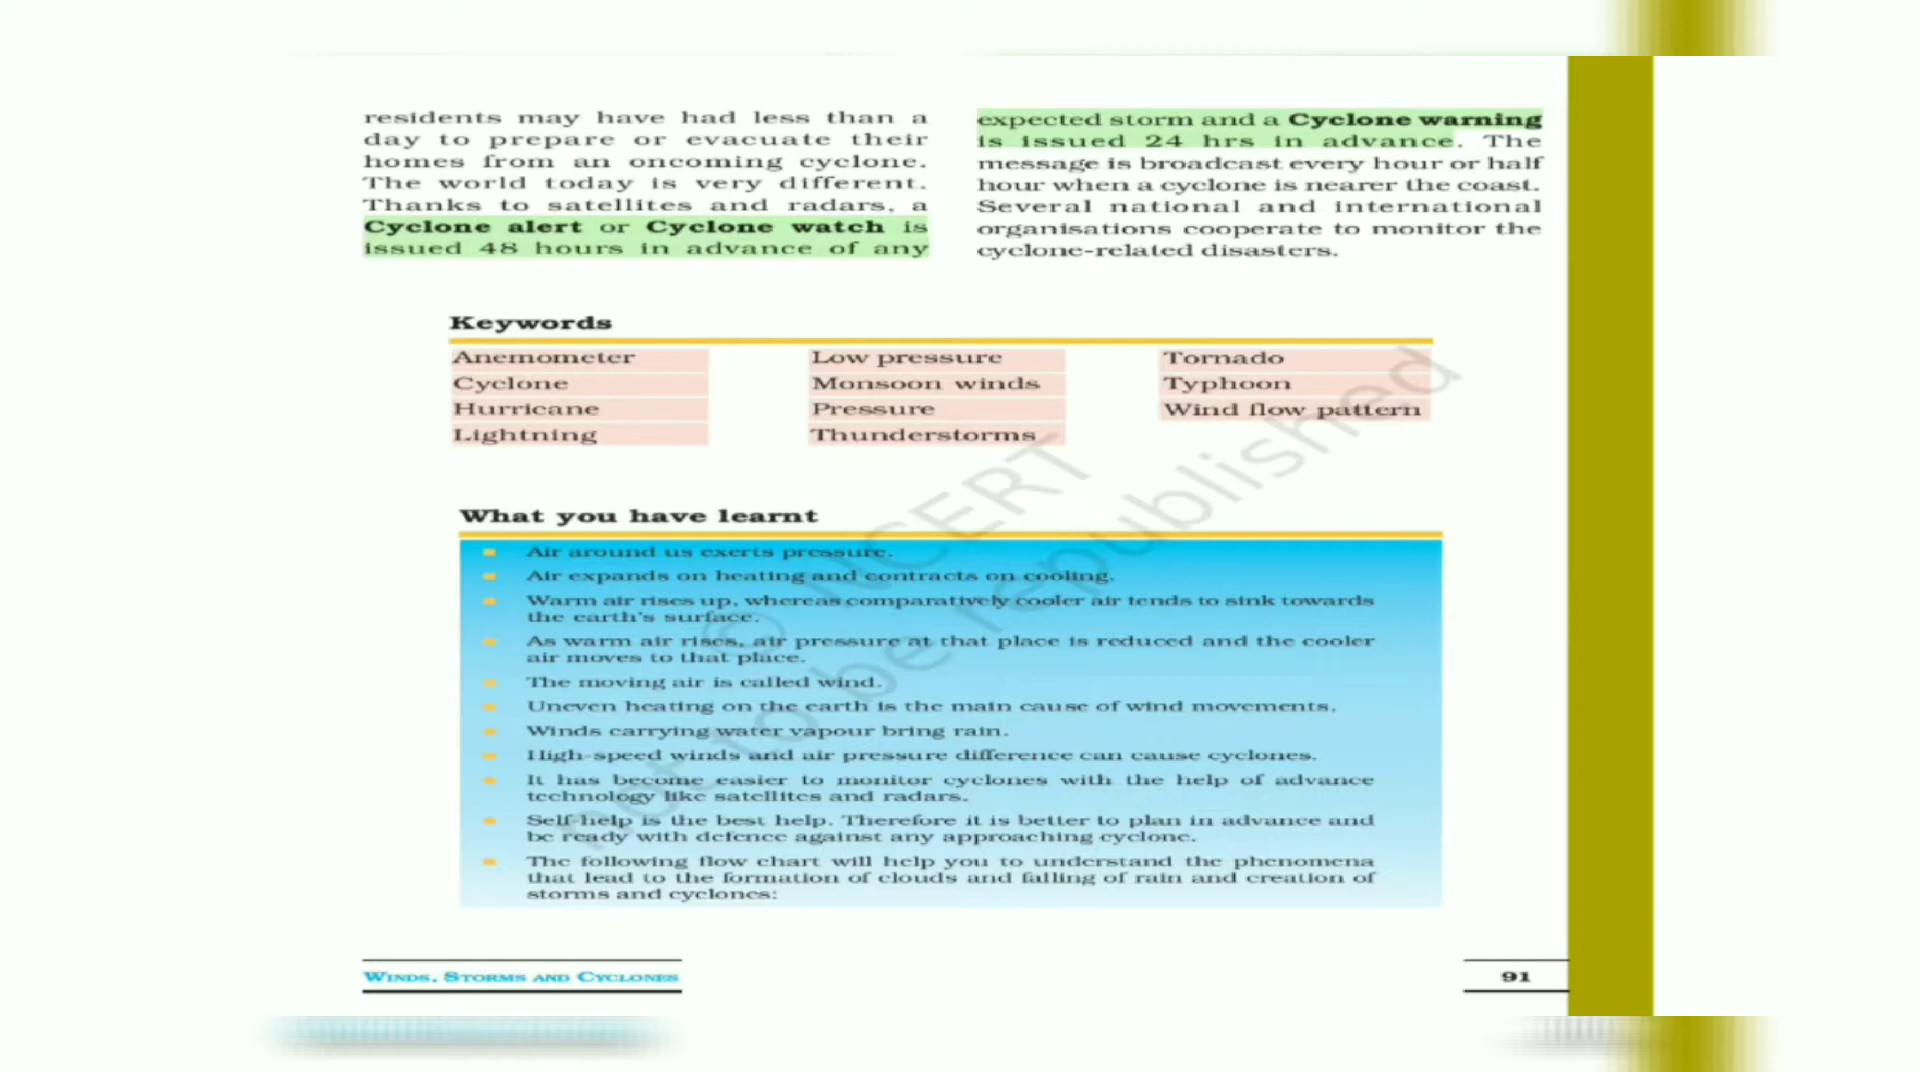 residents may have had less than a
day to prepare or evacuate their
homes from an oncoming cyclone.
The world today is very different.
Thanks to satellites and radars, a
Cyclone alert or Cyclone watch is
issued 48 hours in advance of any
expected storm and a Cyclone warning
is issued 24 hrs in advance. The
message is broadcast every hour or half
hour when a cyclone is nearer the coast.
Several national and international
organisations cooperate to monitor the
cyclone-related disasters.
Keywords
Anemometer
Cyclone
Hurricane
Lightning
Low pressure
Monsoon winds
Pressure
Thunderstorms
Tornado
Typhoon
Wind flow pattern
What you have learnt
Air around us exerts pressure.
Air expands on heating and contracts on cooling.
Warm air rises up, whereas comparatively cooler air tends to sink towards
the earth's surface.
As warm air rises, air pressure at that place is reduced and the cooler
air moves to that place.
The moving air is called wind.
Uneven heating on the earth is the main cause of wind movements.
Winds carrying water vapour bring rain.
High-speed winds and air pressure difference can cause cyclones.
It has become easier to monitor cyclones with the help of advance
technology like satellites and radars.
Self-help is the best help. Therefore it is better to plan in advance and
be ready with defence against any approaching cyclone.
The following flow chart will help you to understand the phenomena
that lead to the formation of clouds and falling of rain and creation of
storms and cyclones:
© NCERT
not to be republished
WINDS, STORMS AND CYCLONES
91